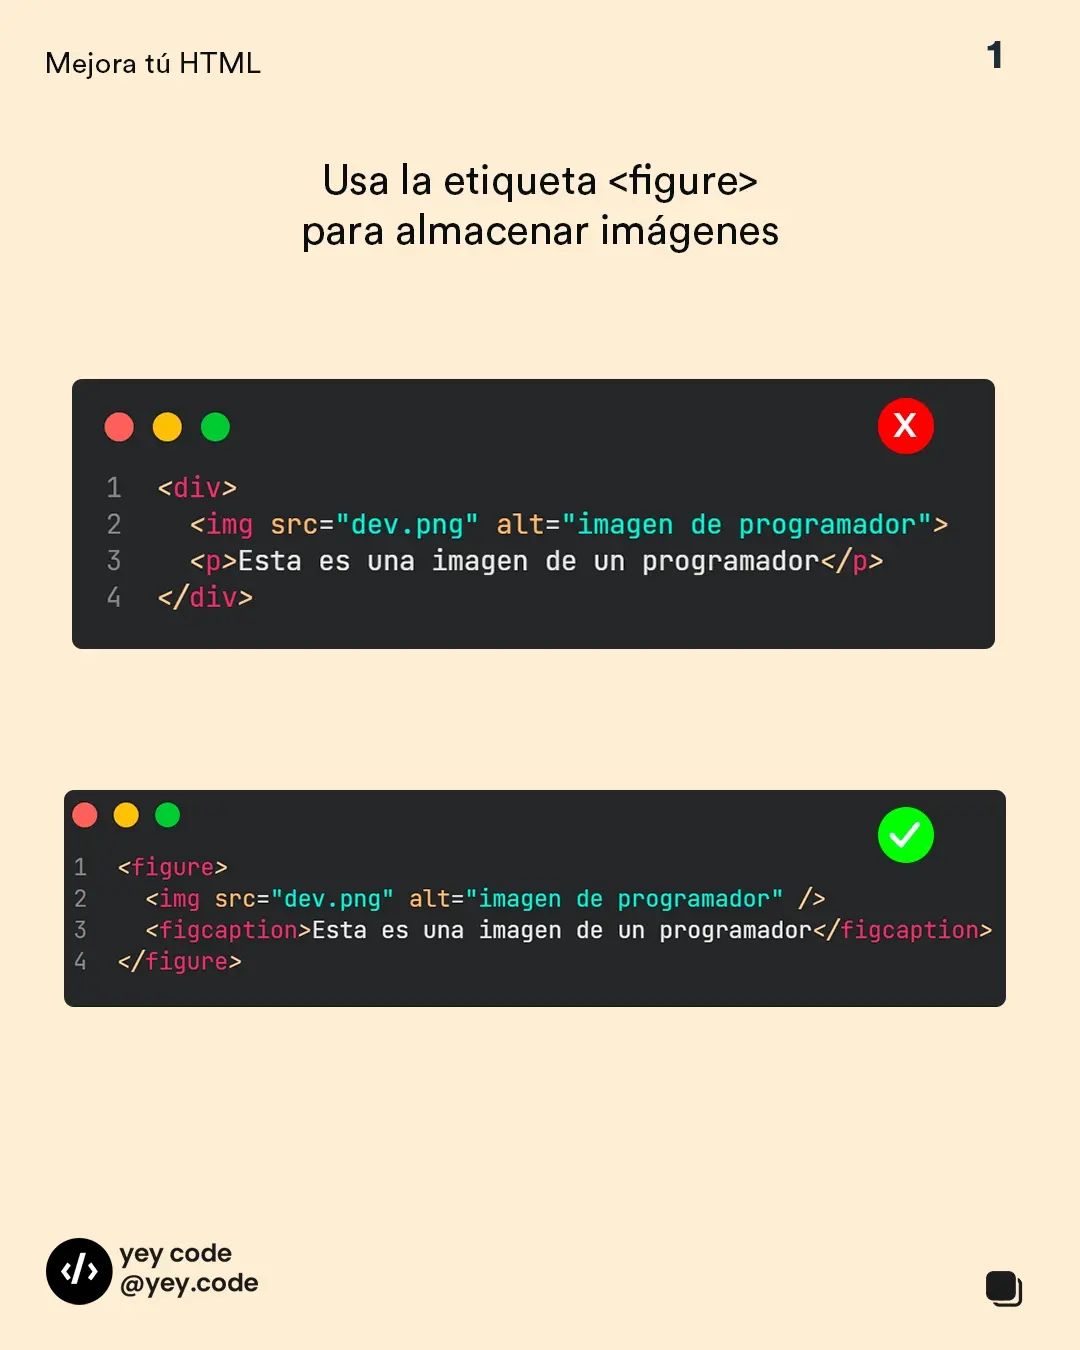 Mejora tú HTML
1
Usa la etiqueta <figure>
para almacenar imágenes
X
1 <div>
2 <img src="dev.png" alt="imagen de programador">
3 <p>Esta es una imagen de un programador</p>
4 </div>
1 <figure>
2 <img src="dev.png" alt="imagen de programador" />
3 <figcaption>Esta es una imagen de un programador</figcaption>
4 </figure>
</> yey code
@yey.code